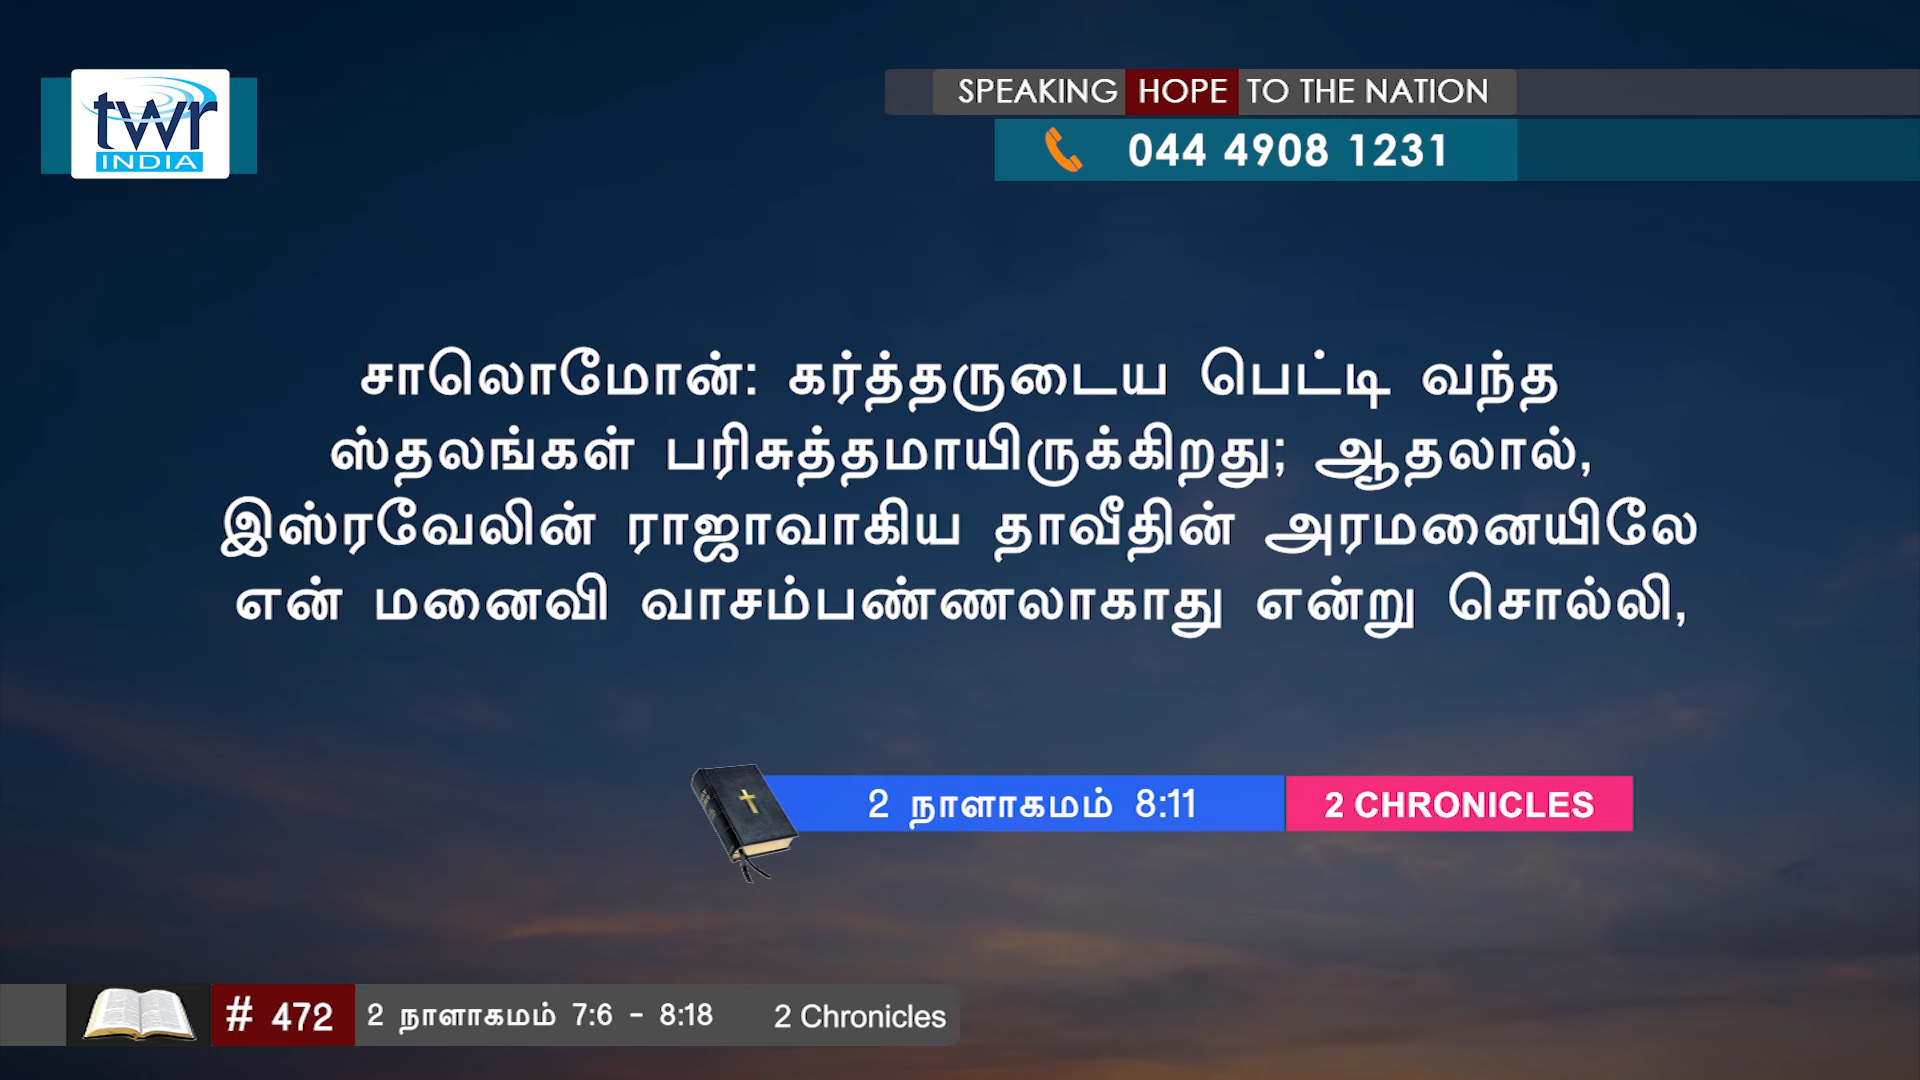 twr
INDIA
SPEAKING HOPE TO THE NATION
044 4908 1231
சாலொமோன்: கர்த்தருடைய பெட்டி வந்த
ஸ்தலங்கள் பரிசுத்தமாயிருக்கிறது; ஆதலால்,
இஸ்ரவேலின் ராஜாவாகிய தாவீதின் அரமனையிலே
என் மனைவி வாசம்பண்ணலாகாது என்று சொல்லி,
2 நாளாகமம் 8:11 2 CHRONICLES
# 472 2 நாளாகமம் 7:6 - 8:18 2 Chronicles